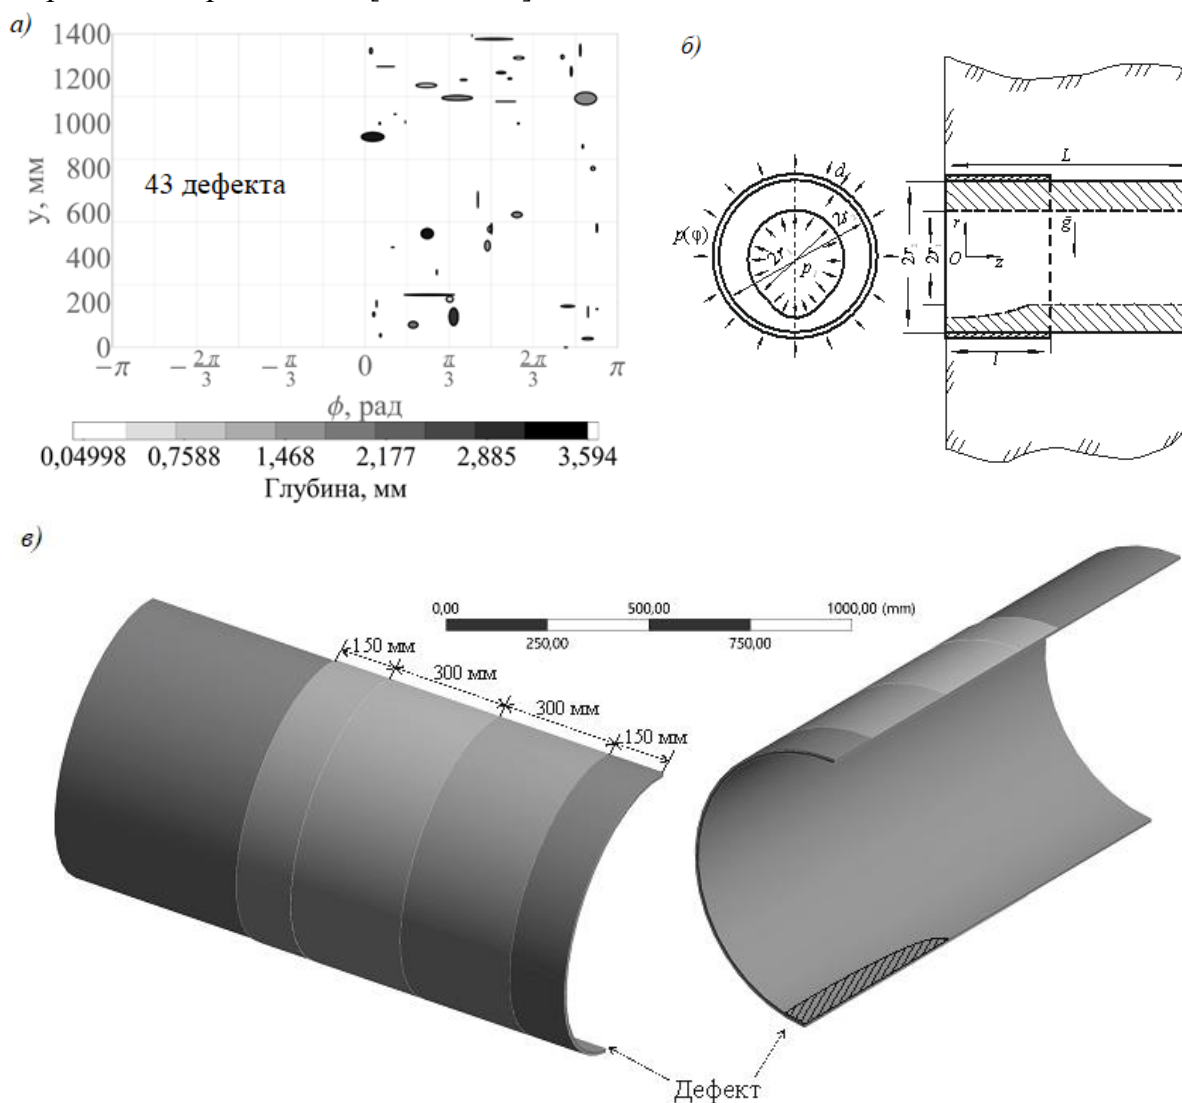 а)
1400
1200
1000
800
600
400
200
0
y, мм
43 дефекта
−π
−2π/3
−π/3
0
π/3
2π/3
π
ϕ, рад
0,04998 0,7588 1,468 2,177 2,885 3,594
Глубина, мм
б)
p(φ)
d
p
L
2r
2r₁
r
O
z
g
l
в)
0,00 500,00 1000,00 (mm)
250,00 750,00
150 мм
300 мм
300 мм
150 мм
Дефект